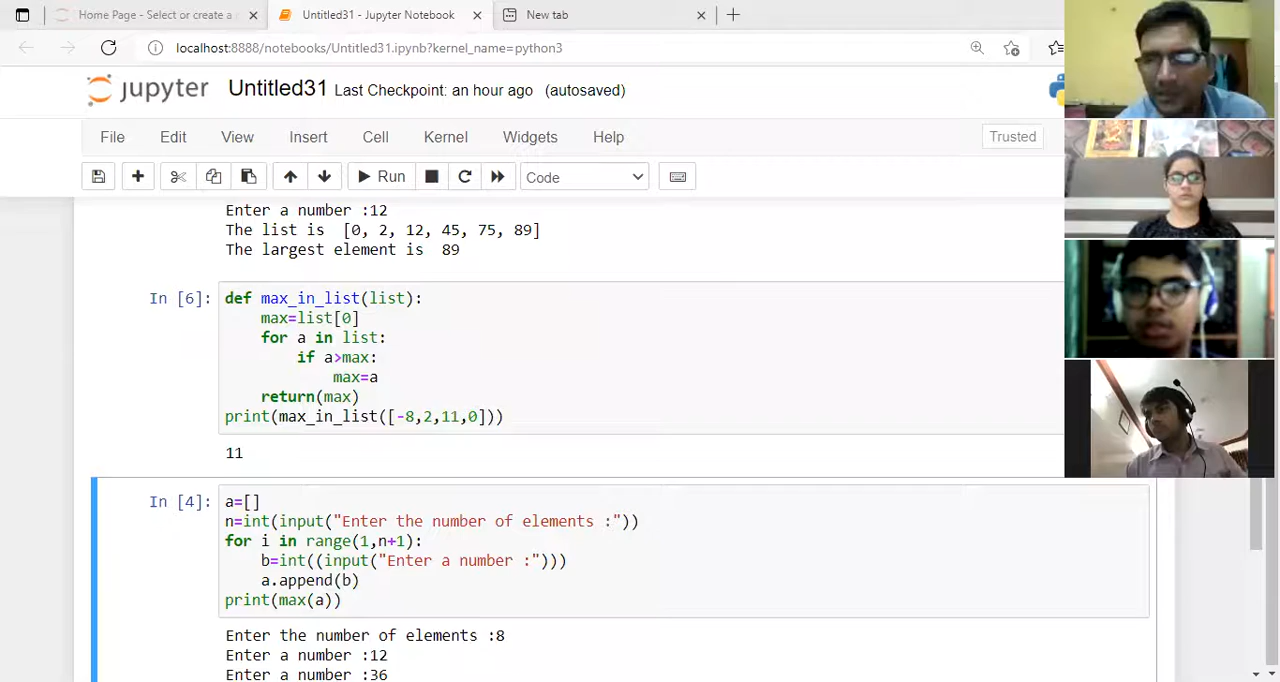 Home Page - Select or create a
Untitled31 - Jupyter Notebook
New tab
localhost:8888/notebooks/Untitled31.ipynb?kernel_name=python3
jupyter Untitled31 Last Checkpoint: an hour ago (autosaved)
File Edit View Insert Cell Kernel Widgets Help Trusted
Run Code
Enter a number :12
The list is  [0, 2, 12, 45, 75, 89]
The largest element is  89
In [6]: def max_in_list(list):
    max=list[0]
    for a in list:
        if a>max:
            max=a
    return(max)
print(max_in_list([-8,2,11,0]))
11
In [4]: a=[]
n=int(input("Enter the number of elements :"))
for i in range(1,n+1):
    b=int((input("Enter a number :")))
    a.append(b)
print(max(a))
Enter the number of elements :8
Enter a number :12
Enter a number :36